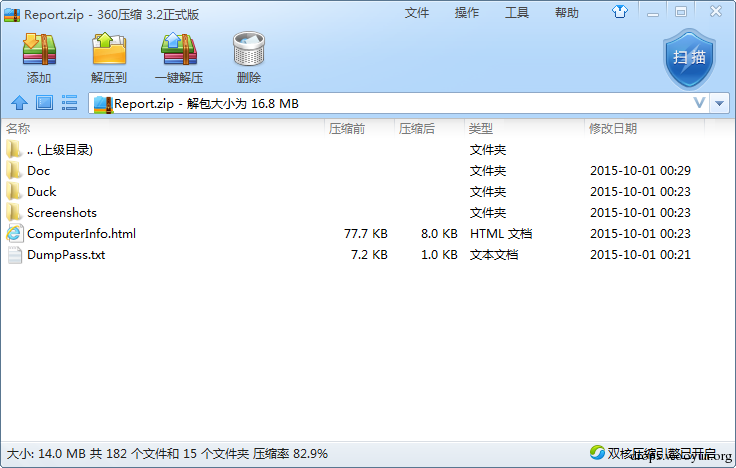 Report.zip - 360压缩 3.2正式版 文件 操作 工具 帮助
添加 解压到 一键解压 删除 扫描
Report.zip - 解包大小为 16.8 MB
名称 压缩前 压缩后 类型 修改日期
.. (上级目录) 文件夹
Doc 文件夹 2015-10-01 00:29
Duck 文件夹 2015-10-01 00:23
Screenshots 文件夹 2015-10-01 00:23
ComputerInfo.html 77.7 KB 8.0 KB HTML 文档 2015-10-01 00:23
DumpPass.txt 7.2 KB 1.0 KB 文本文档 2015-10-01 00:21
大小: 14.0 MB 共 182 个文件和 15 个文件夹 压缩率 82.9% 双核压缩引擎已开启
drops.wooyun.org